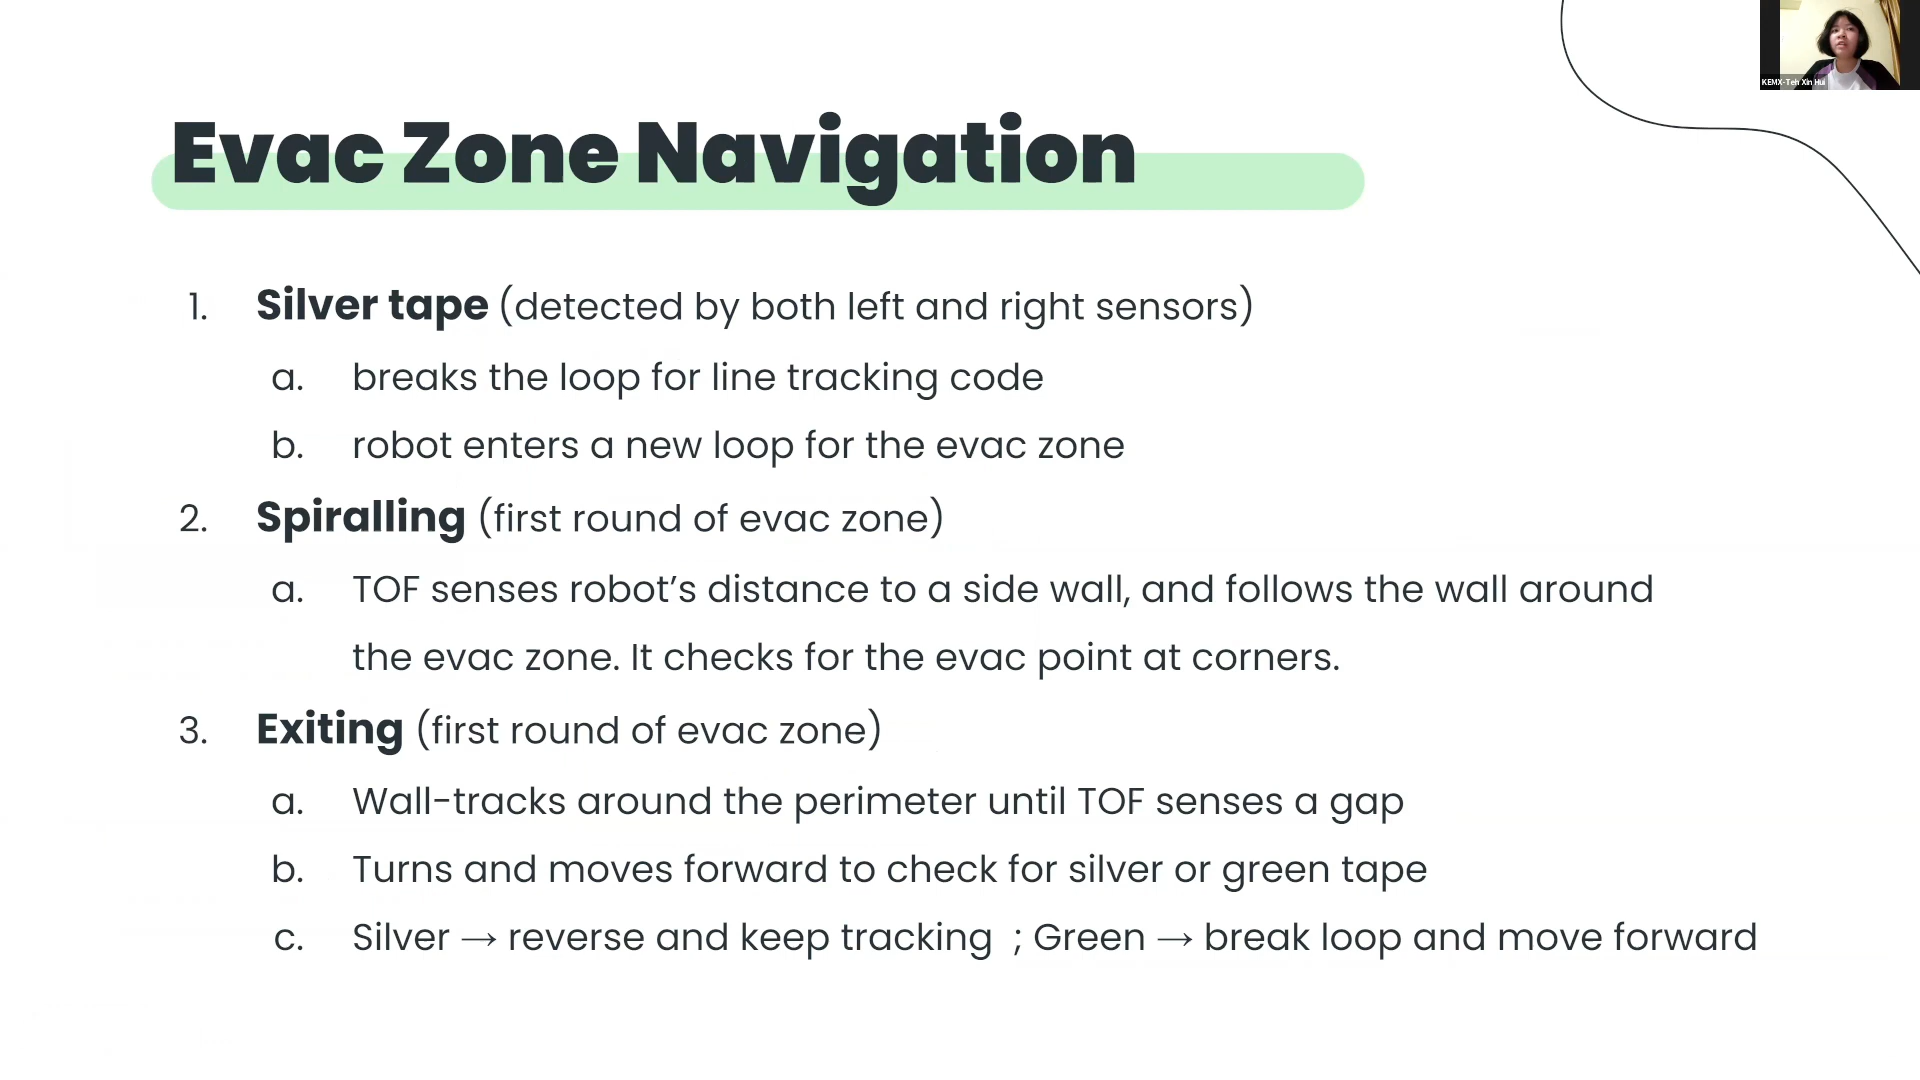 KEMX-Teh Xin Hui
Evac Zone Navigation
1. Silver tape (detected by both left and right sensors)
a. breaks the loop for line tracking code
b. robot enters a new loop for the evac zone
2. Spiralling (first round of evac zone)
a. TOF senses robot’s distance to a side wall, and follows the wall around
the evac zone. It checks for the evac point at corners.
3. Exiting (first round of evac zone)
a. Wall-tracks around the perimeter until TOF senses a gap
b. Turns and moves forward to check for silver or green tape
c. Silver → reverse and keep tracking ; Green → break loop and move forward